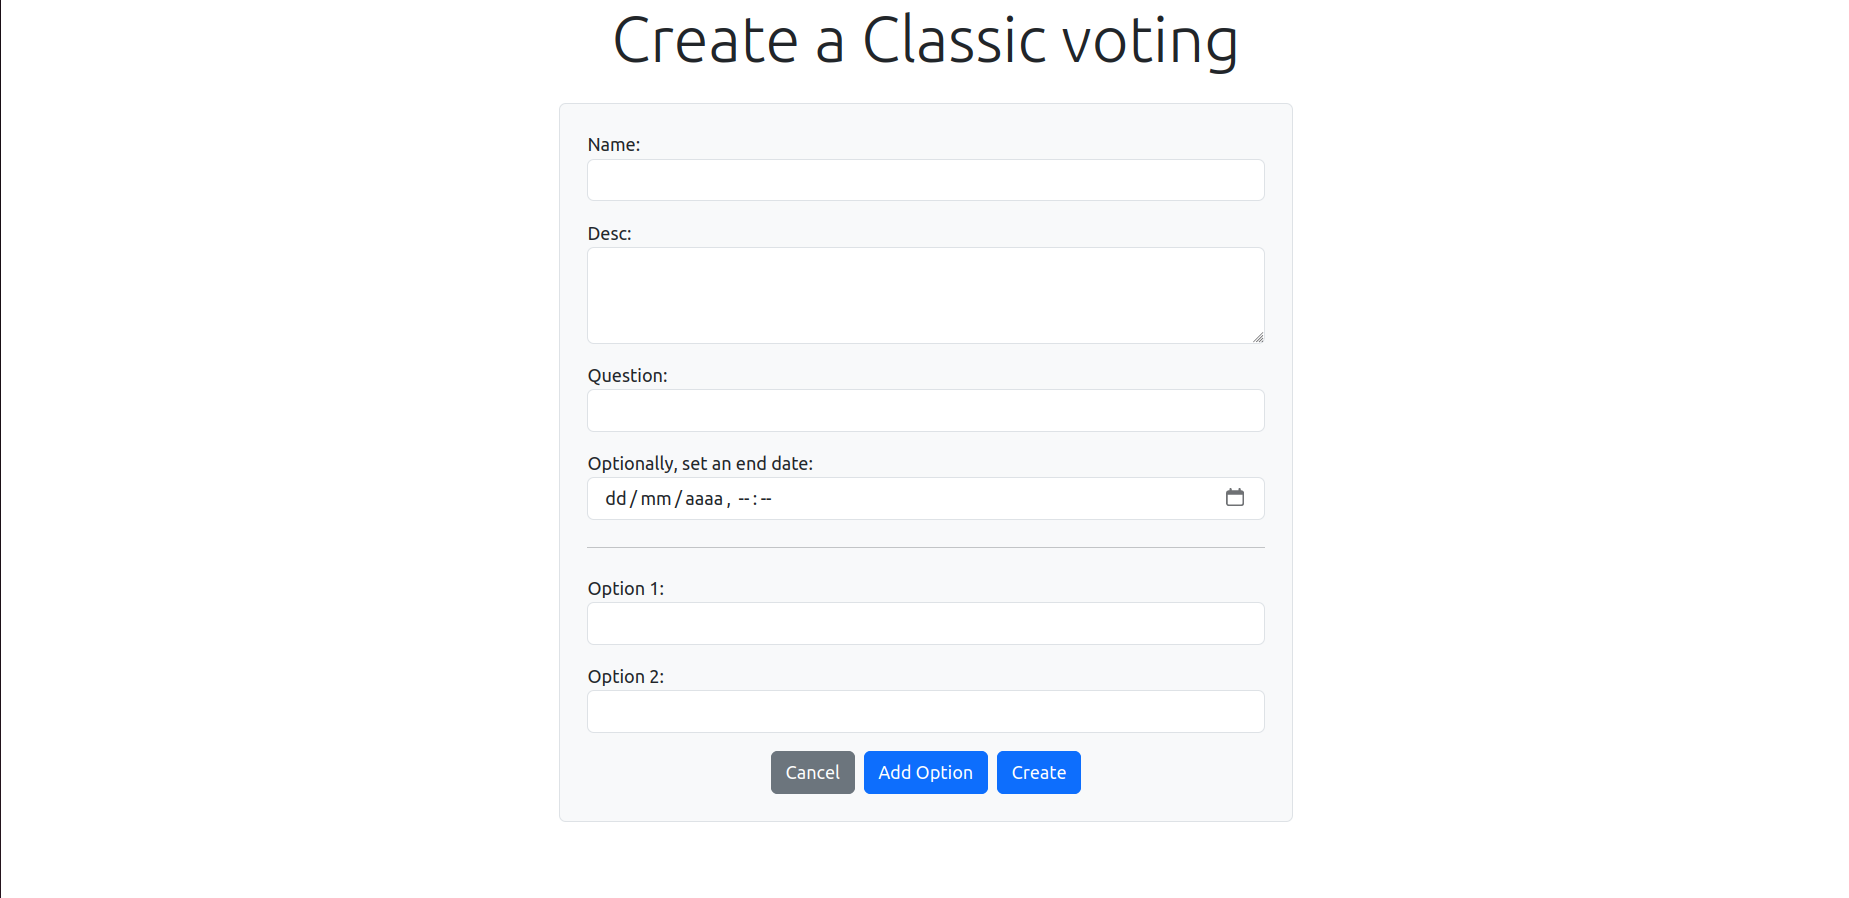 Create a Classic voting
Name:
Desc:
Question:
Optionally, set an end date:
dd/mm/aaaa, --:--
Option 1:
Option 2:
Cancel Add Option Create